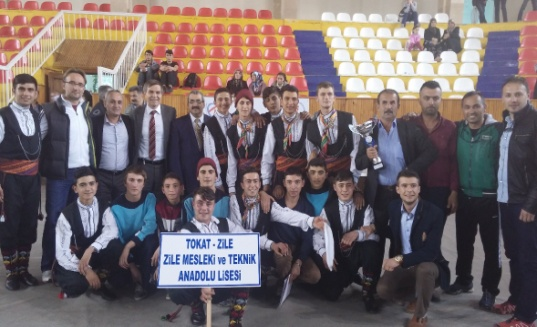 TOKAT - ZİLE
ZİLE MESLEKİ ve TEKNİK
ANADOLU LİSESİ